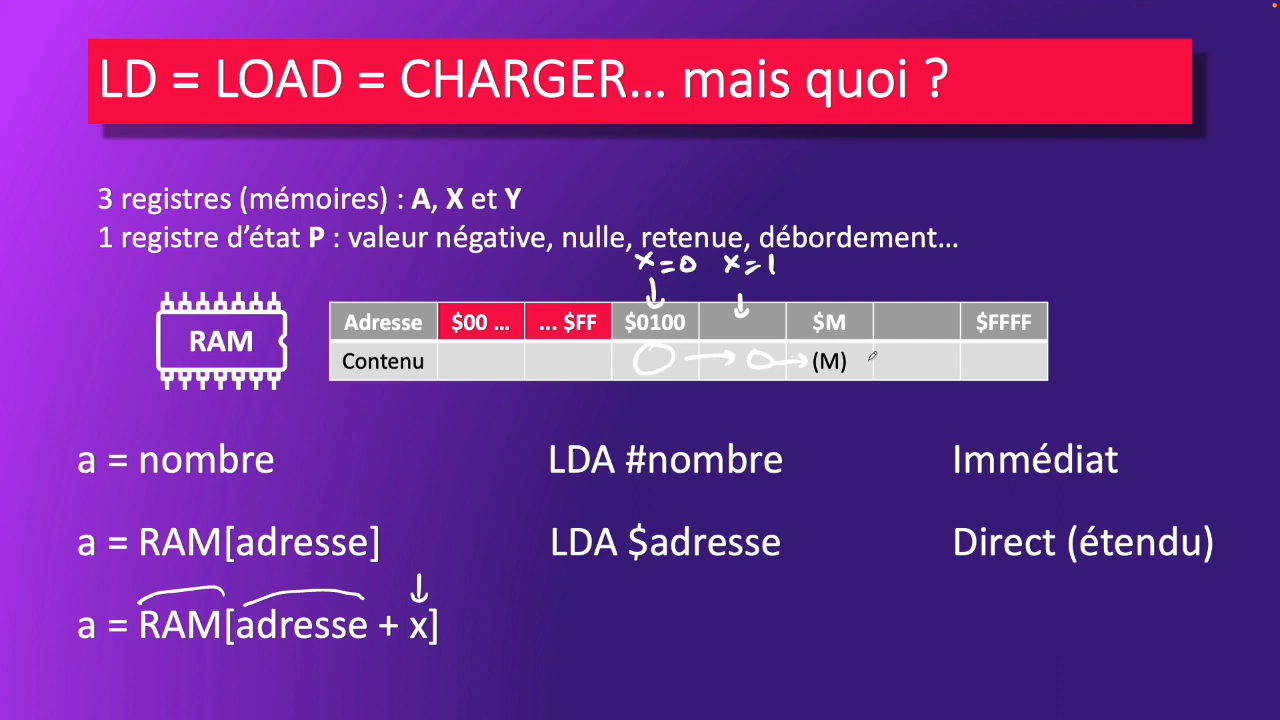 LD = LOAD = CHARGER... mais quoi ?
3 registres (mémoires) : A, X et Y
1 registre d'état P : valeur négative, nulle, retenue, débordement...
x=0 x=1
RAM
Adresse $00 ... ... $FF $0100 $M $FFFF
Contenu (M)
a = nombre LDA #nombre Immédiat
a = RAM[adresse] LDA $adresse Direct (étendu)
a = RAM[adresse + x]